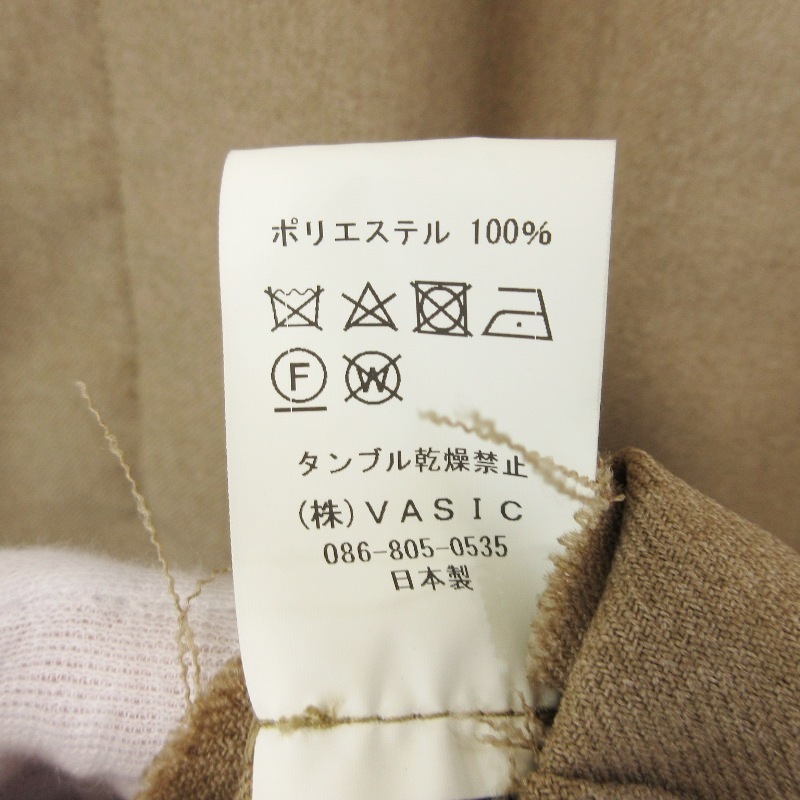 ポリエステル 100%
F W
タンブル乾燥禁止
(株)VASIC
086-805-0535
日本製